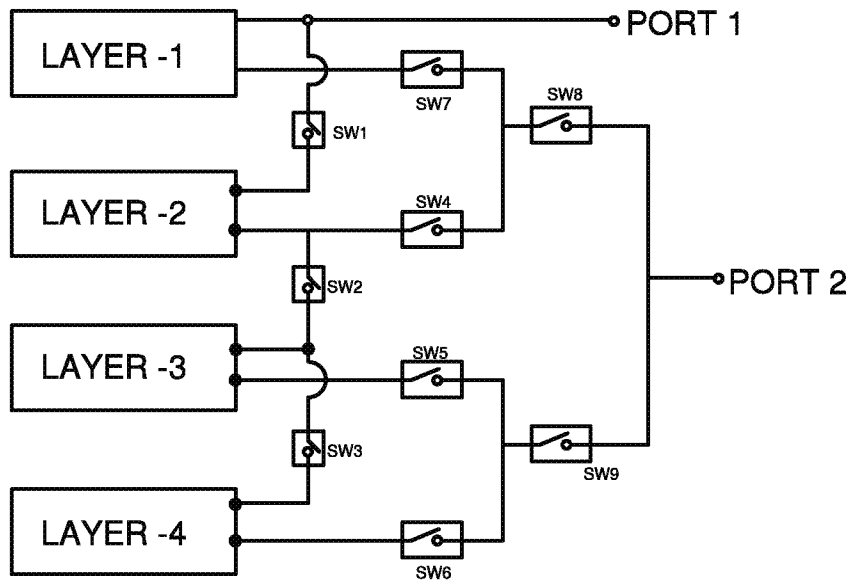 PORT 1
LAYER -1
SW7
SW8
SW1
LAYER -2
SW4
SW2
PORT 2
LAYER -3
SW5
SW3
SW9
LAYER -4
SW6